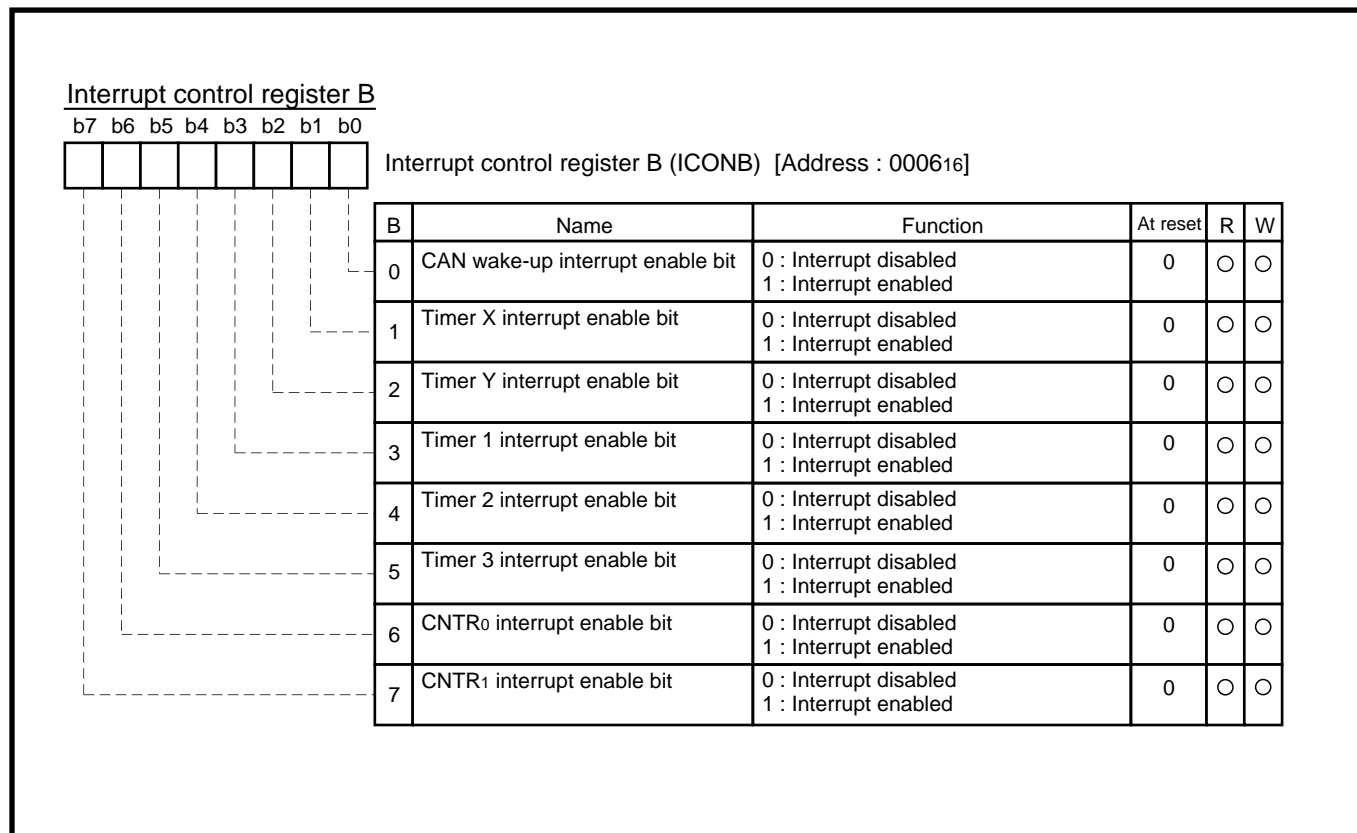 Interrupt control register B
b7 b6 b5 b4 b3 b2 b1 b0
Interrupt control register B (ICONB) [Address : 000616]
B Name Function At reset R W
0 CAN wake-up interrupt enable bit 0 : Interrupt disabled 0 ○ ○
1 : Interrupt enabled
1 Timer X interrupt enable bit 0 : Interrupt disabled 0 ○ ○
1 : Interrupt enabled
2 Timer Y interrupt enable bit 0 : Interrupt disabled 0 ○ ○
1 : Interrupt enabled
3 Timer 1 interrupt enable bit 0 : Interrupt disabled 0 ○ ○
1 : Interrupt enabled
4 Timer 2 interrupt enable bit 0 : Interrupt disabled 0 ○ ○
1 : Interrupt enabled
5 Timer 3 interrupt enable bit 0 : Interrupt disabled 0 ○ ○
1 : Interrupt enabled
6 CNTR0 interrupt enable bit 0 : Interrupt disabled 0 ○ ○
1 : Interrupt enabled
7 CNTR1 interrupt enable bit 0 : Interrupt disabled 0 ○ ○
1 : Interrupt enabled